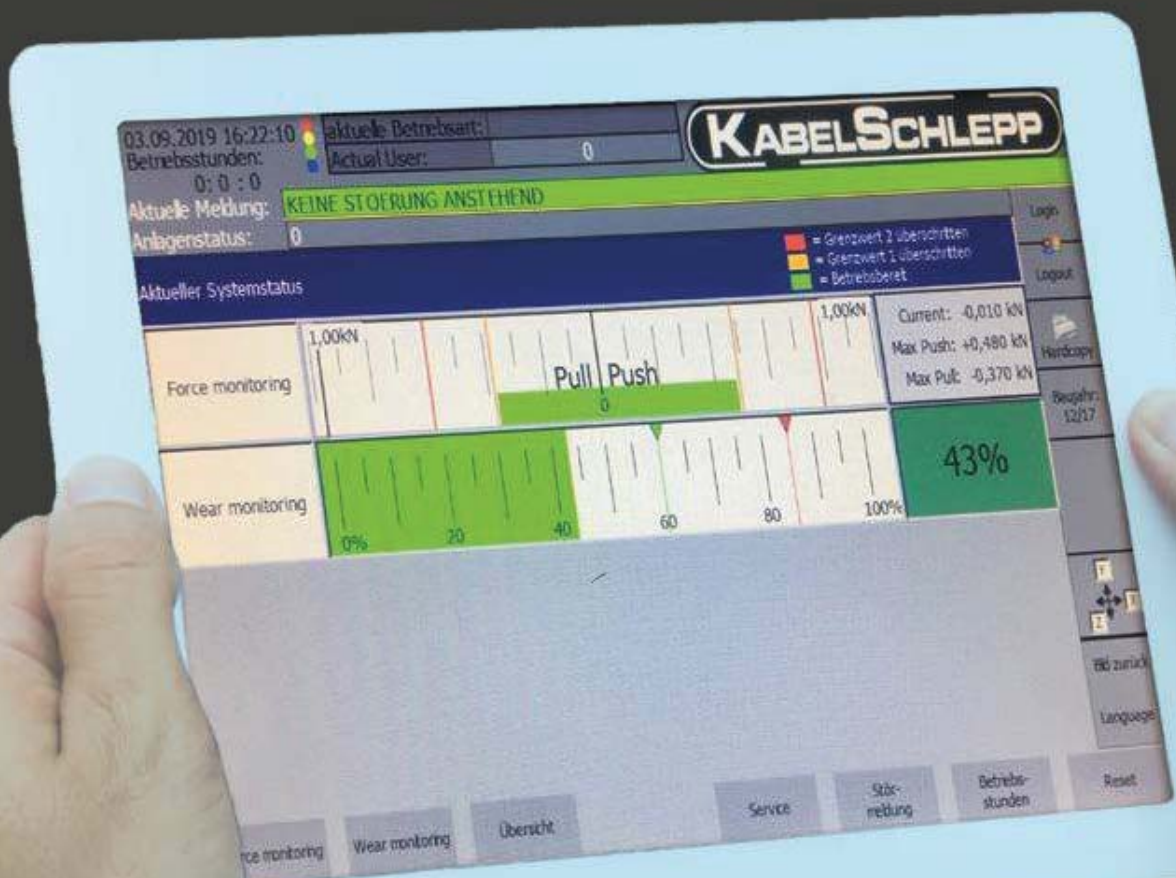 03.09.2019 16:22:10
Betriebsstunden:
0: 0 : 0
aktuelle Betriebsart:
Actual User: 0
KABELSCHLEPP
Aktuelle Meldung: KEINE STOERUNG ANSTEHEND
Anlagenstatus: 0
Login
Logout
Hardcopy
Baujahr:
12/17
Aktueller Systemstatus
= Grenzwert 2 überschritten
= Grenzwert 1 überschritten
= Betriebsbereit
Force monitoring
1,00kN
1,00kN
Pull Push
0
Current: -0,010 kN
Max Push: +0,480 kN
Max Pull: -0,370 kN
Wear monitoring
0% 20 40 60 80 100%
43%
Y
X
Z
Bild zurück
Language
rce monitoring
Wear monitoring
Übersicht
Service
Stör-
meldung
Betriebs-
stunden
Reset